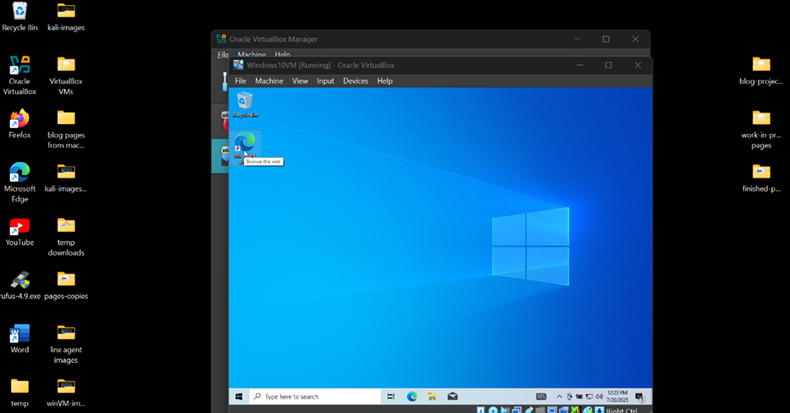 Recycle Bin
kali-images
Oracle
VirtualBox
VirtualBox
VMs
Firefox
blog pages
from mac...
Microsoft
Edge
kali-images...
YouTube
temp
downloads
rufus-4.9.exe
pages-copies
Word
linx agent
images
temp
winVM-im...
Oracle VirtualBox Manager
File Machine Help
Windows10VM [Running] - Oracle VirtualBox
File Machine View Input Devices Help
Recycle Bin
Browse the web
Type here to search
12:23 PM
7/20/2025
Right Ctrl
blog-projec...
work-in-pr...
pages
finished-p...